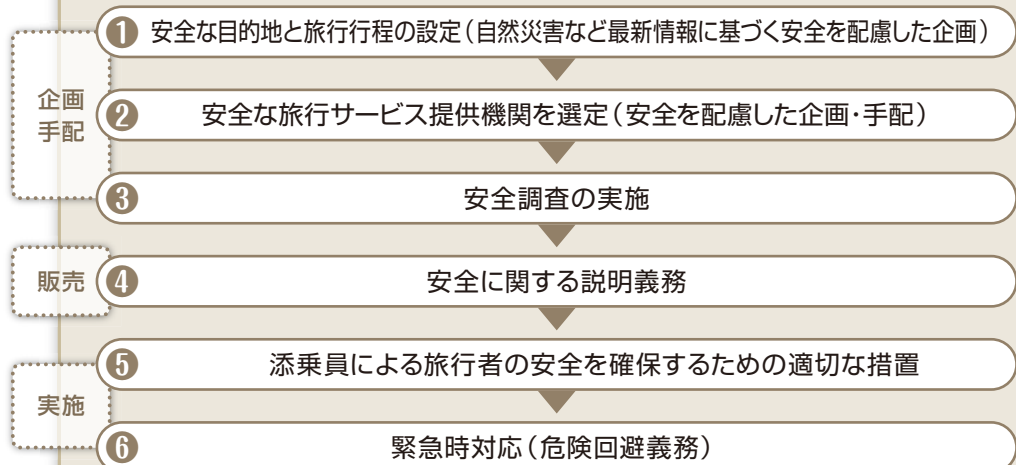 企画
手配
❶ 安全な目的地と旅行行程の設定（自然災害など最新情報に基づく安全を配慮した企画）
❷ 安全な旅行サービス提供機関を選定（安全を配慮した企画・手配）
❸ 安全調査の実施
販売
❹ 安全に関する説明義務
実施
❺ 添乗員による旅行者の安全を確保するための適切な措置
❻ 緊急時対応（危険回避義務）